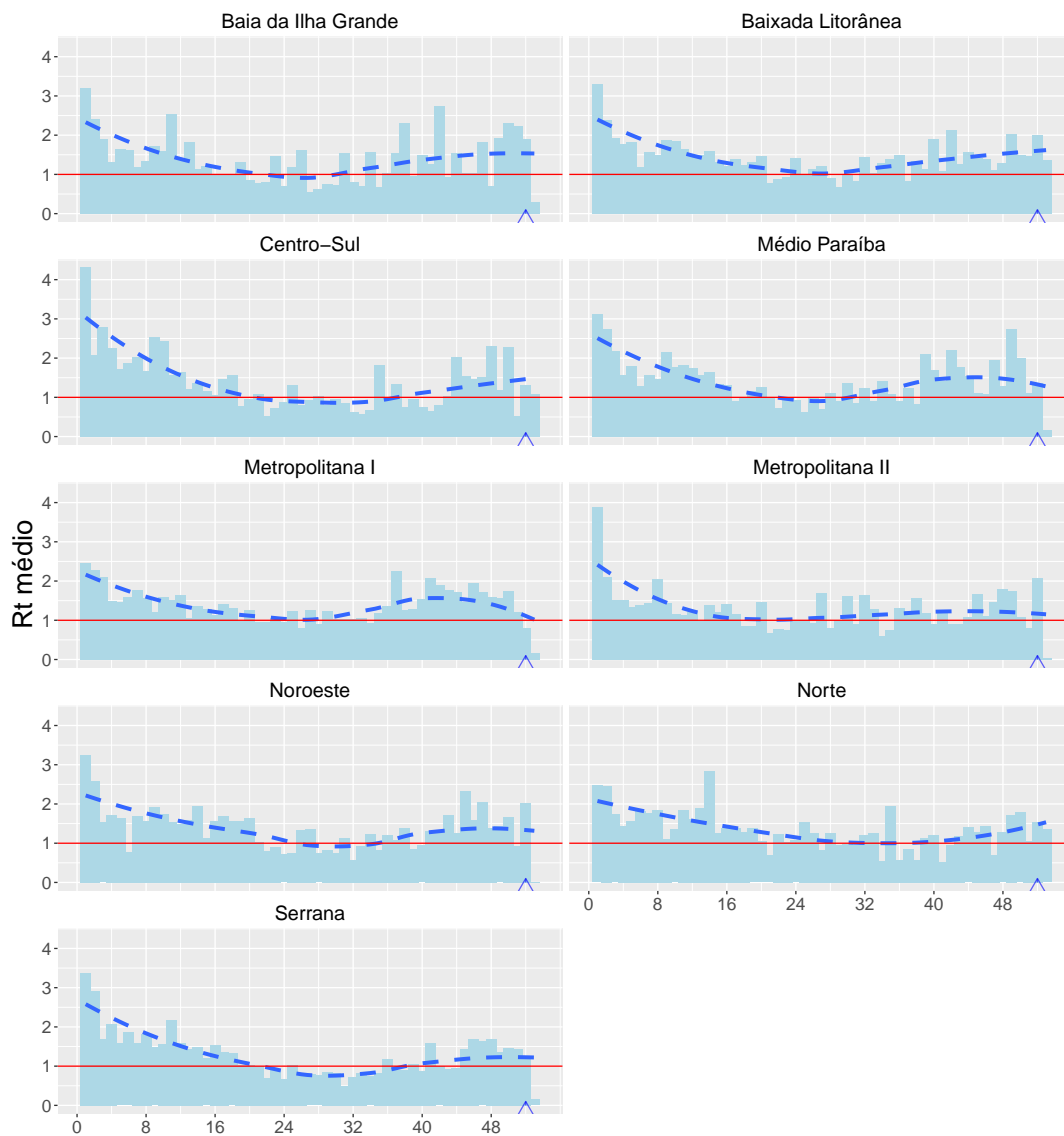 Baia da Ilha Grande
Baixada Litorânea
4
3
2
1
0
Centro−Sul
Médio Paraíba
4
3
2
1
0
Metropolitana I
Metropolitana II
Rt médio
4
3
2
1
0
Noroeste
Norte
4
3
2
1
0
0 8 16 24 32 40 48
Serrana
4
3
2
1
0
0 8 16 24 32 40 48